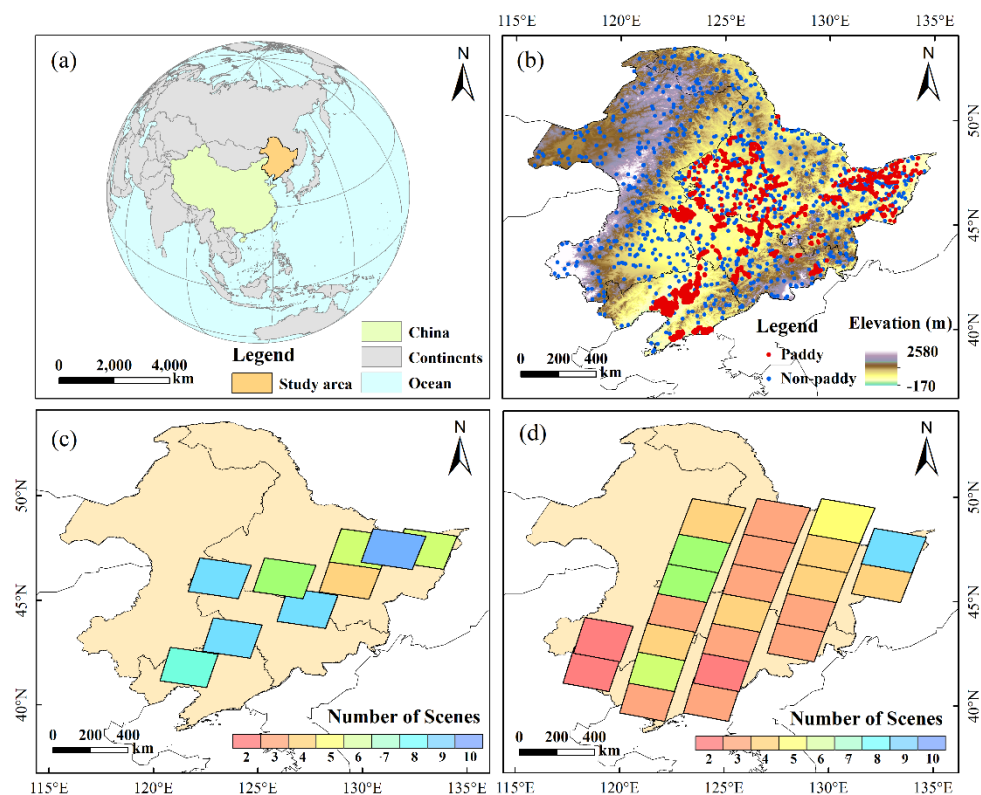 115°E 120°E 125°E 130°E 135°E
(a)
N
China
Continents
Ocean
Legend
Study area
0 2,000 4,000
km
(b)
N
50°N
45°N
40°N
Legend
Paddy
Non-paddy
Elevation (m)
2580
-170
0 200 400
km
(c)
N
50°N
45°N
40°N
Number of Scenes
0 200 400
km
2 3 4 5 6 -7 8 9 10
115°E 120°E 125°E 130°E 135°E
(d)
N
50°N
45°N
40°N
Number of Scenes
0 200 400
km
2 3 4 5 6 7 8 9 10
115°E 120°E 125°E 130°E 135°E